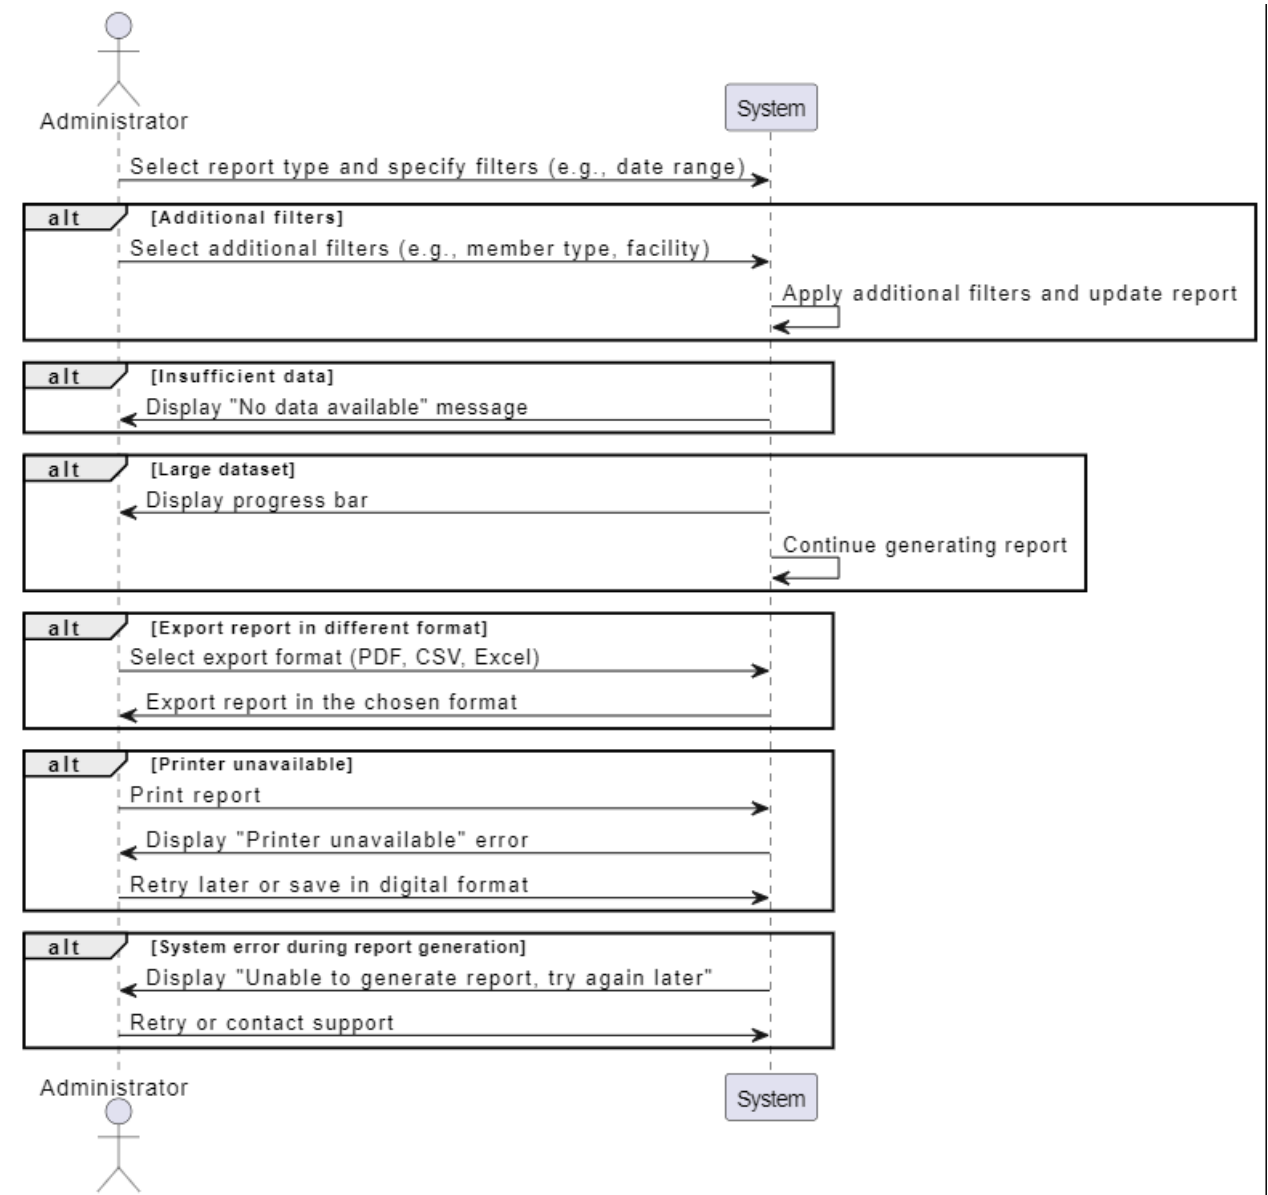 Administrator
System
Select report type and specify filters (e.g., date range)
alt [Additional filters]
Select additional filters (e.g., member type, facility)
Apply additional filters and update report
alt [Insufficient data]
Display "No data available" message
alt [Large dataset]
Display progress bar
Continue generating report
alt [Export report in different format]
Select export format (PDF, CSV, Excel)
Export report in the chosen format
alt [Printer unavailable]
Print report
Display "Printer unavailable" error
Retry later or save in digital format
alt [System error during report generation]
Display "Unable to generate report, try again later"
Retry or contact support
Administrator
System